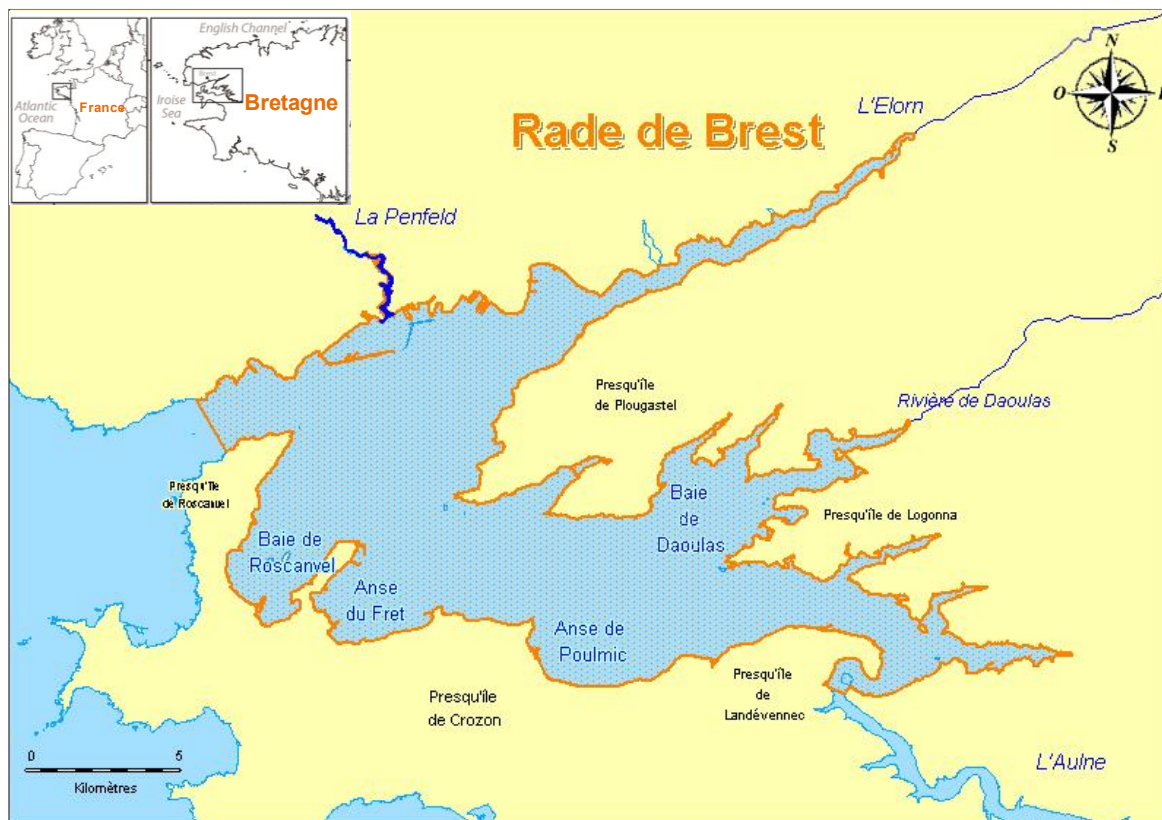 English Channel
Brest
Iroise
Sea
Bretagne
Atlantic
Ocean
France
Rade de Brest
L'Elorn
N
O
E
S
La Penfeld
Presqu'île
de Plougastel
Rivière de Daoulas
Presqu'île
de Roscanvel
Baie
de
Daoulas
Presqu'île de Logonna
Baie de
Roscanvel
Anse
du Fret
Anse de
Poulmic
Presqu'île
de Crozon
Presqu'île
de
Landévennec
L'Aulne
0
5
Kilomètres